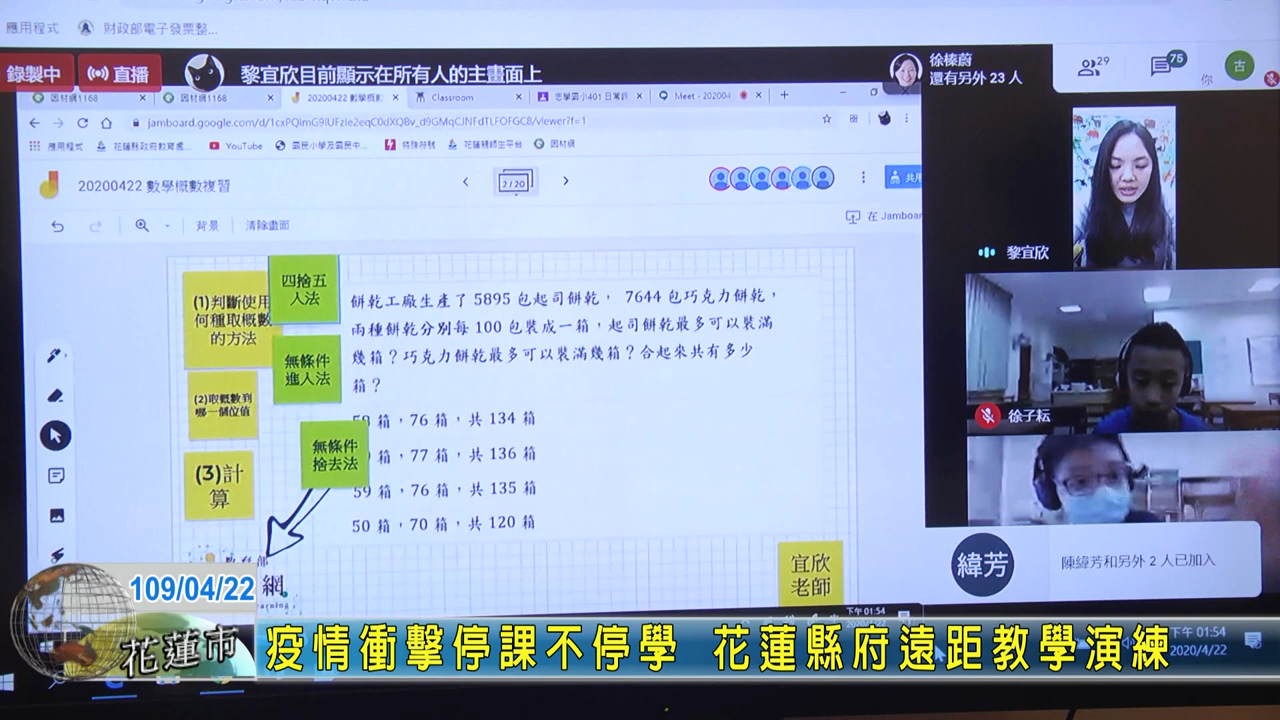 應用程式 財政部電子發票整...
錄製中 直播 黎宜欣目前顯示在所有人的主畫面上
徐榛蔚
還有另外 23 人
29 75 你 古
因材網1168 因材網1168 20200422 數學概數 Classroom Meet - 202004
應用程式 花蓮縣政府教育處... YouTube 國民小學及國民中... 特殊符號 花蓮親師生平台 因材網
20200422 數學概數複習 2 / 20 共用
背景 清除畫面 在 Jamboar
(1)判斷使用
何種取概數
的方法
四捨五
入法
無條件
進入法
(2)取概數到
哪一個位值
無條件
捨去法
(3)計
算
餅乾工廠生產了 5895 包起司餅乾， 7644 包巧克力餅乾，
兩種餅乾分別每 100 包裝成一箱，起司餅乾最多可以裝滿
幾箱？巧克力餅乾最多可以裝滿幾箱？合起來共有多少
箱？
58 箱，76 箱，共 134 箱
箱，77 箱，共 136 箱
59 箱，76 箱，共 135 箱
50 箱，70 箱，共 120 箱
宜欣
老師
網
黎宜欣
徐子耘
緯芳 陳緯芳和另外 2 人已加入
下午 01:54
2020/4/22
下午 01:54
2020/4/22
109/04/22
花蓮市
疫情衝擊停課不停學 花蓮縣府遠距教學演練